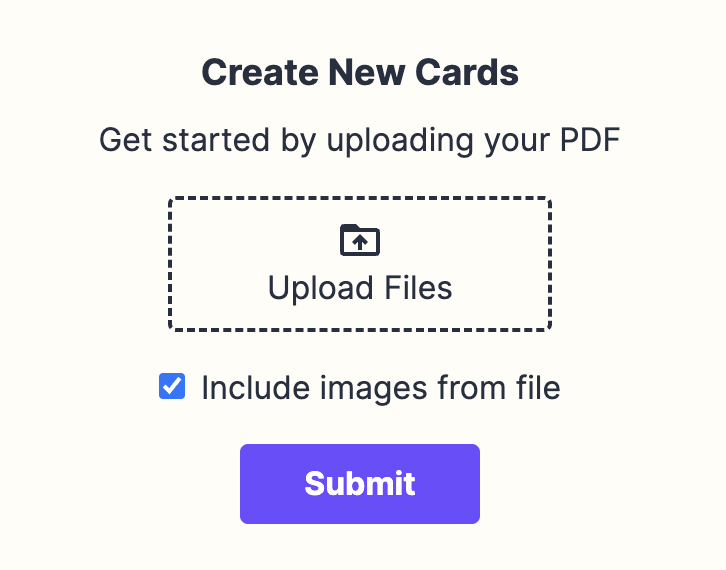 Create New Cards
Get started by uploading your PDF
Upload Files
Include images from file
Submit